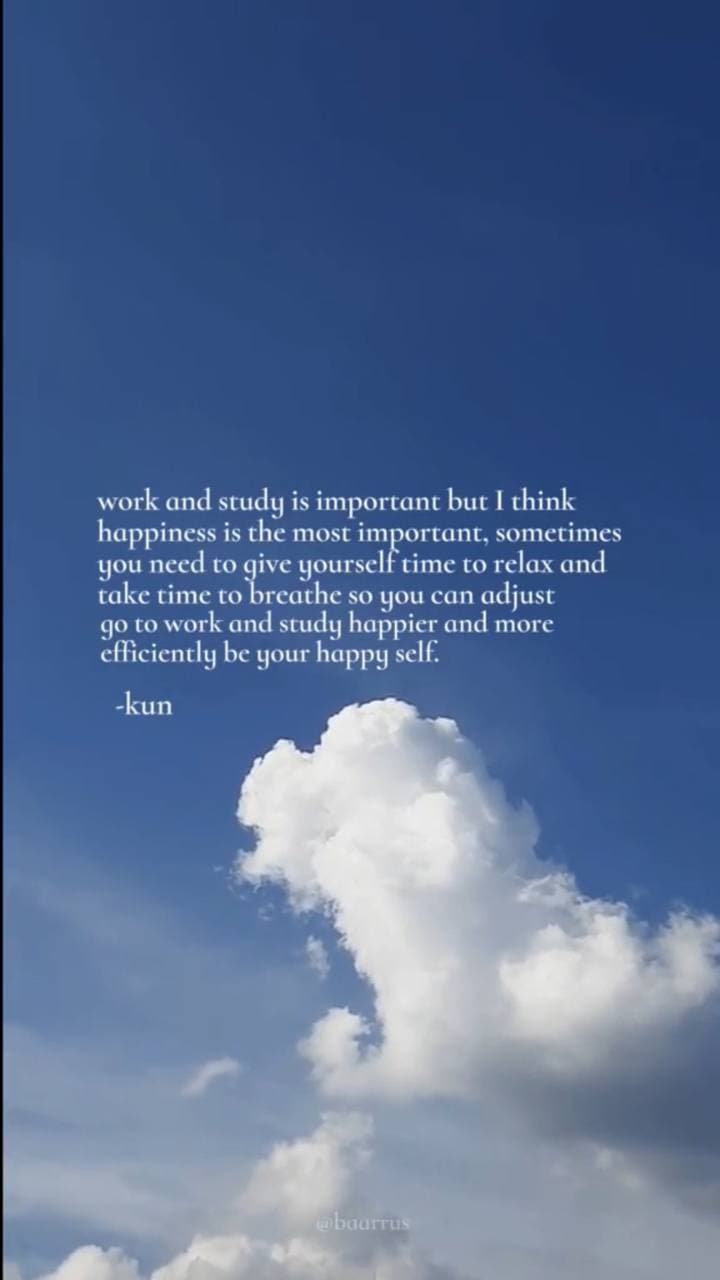 work and study is important but I think
happiness is the most important, sometimes
you need to give yourself time to relax and
take time to breathe so you can adjust
go to work and study happier and more
efficiently be your happy self.
-kun
@baarrus